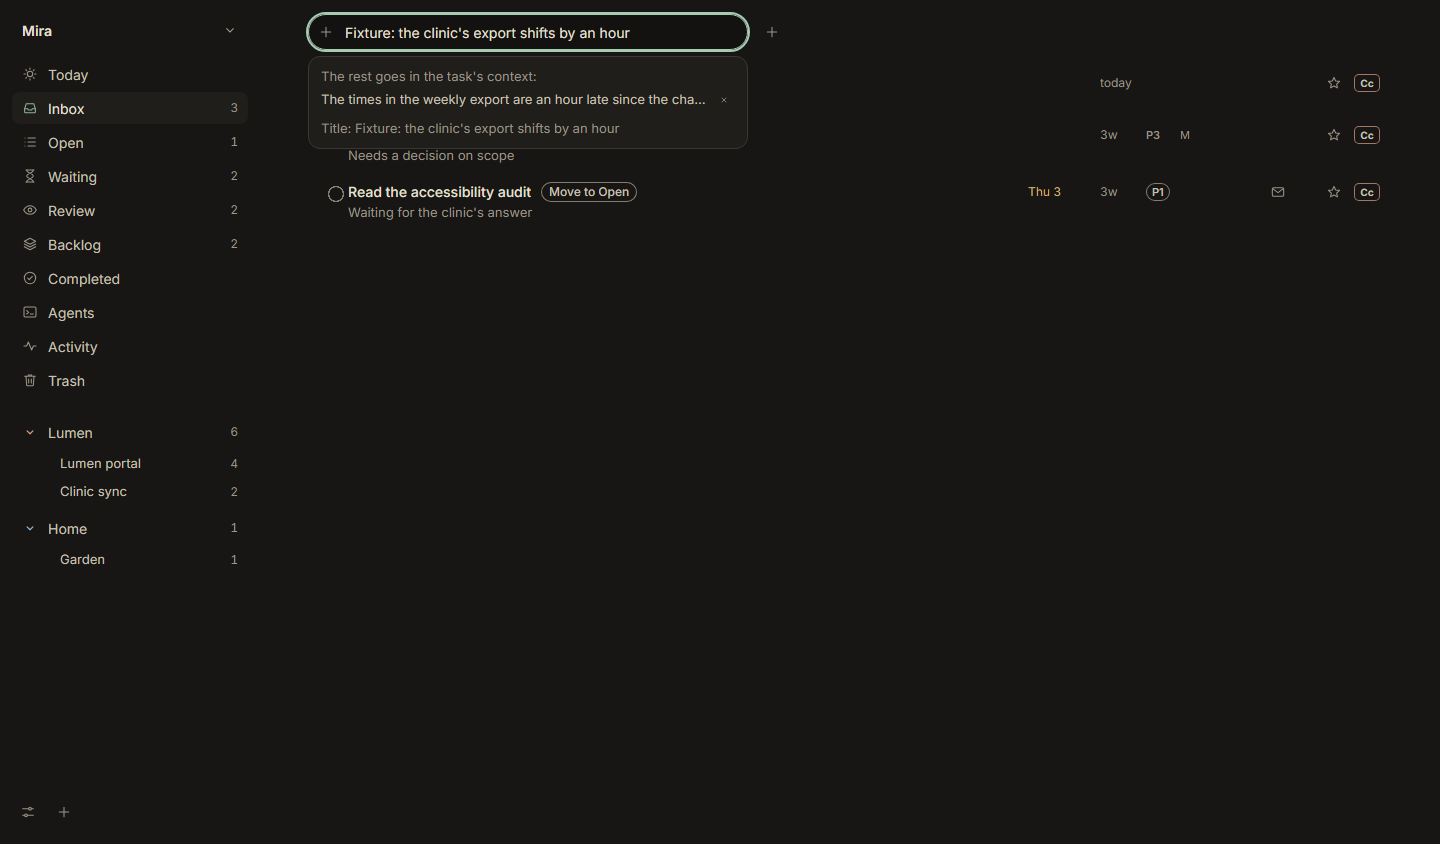 Mira
Today
Inbox 3
Open 1
Waiting 2
Review 2
Backlog 2
Completed
Agents
Activity
Trash
Lumen 6
Lumen portal 4
Clinic sync 2
Home 1
Garden 1
Fixture: the clinic's export shifts by an hour
The rest goes in the task's context:
The times in the weekly export are an hour late since the cha...
Title: Fixture: the clinic's export shifts by an hour
today Cc
3w P3 M Cc
Needs a decision on scope
Read the accessibility audit Move to Open Thu 3 3w P1 Cc
Waiting for the clinic's answer